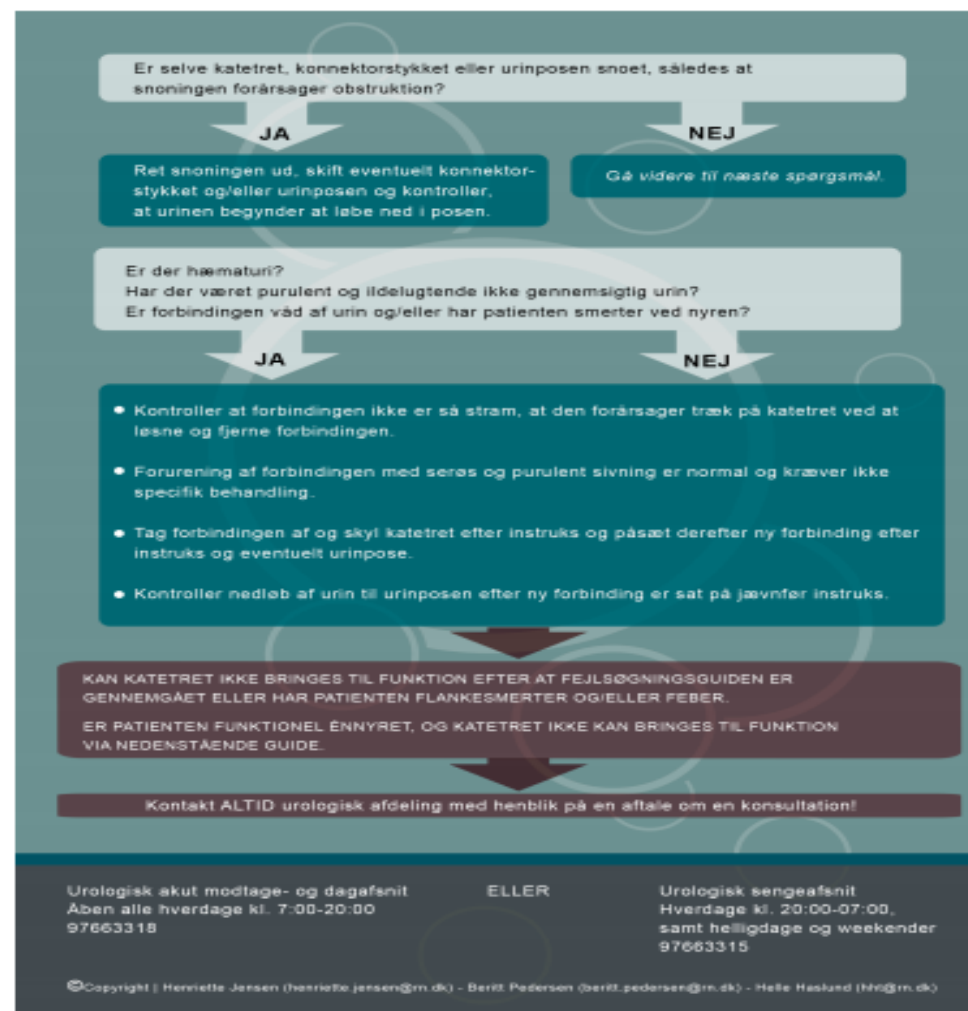 Er selve katetret, konnektorstykket eller urinposen snoet, således at
snoningen forårsager obstruktion?
JA
NEJ
Ret snoningen ud, skift eventuelt konnektor-
stykket og/eller urinposen og kontroller,
at urinen begynder at løbe ned i posen.
Gå videre til næste spørgsmål.
Er der hæmaturi?
Har der været purulent og ildelugtende ikke gennemsigtig urin?
Er forbindingen våd af urin og/eller har patienten smerter ved nyren?
JA
NEJ
• Kontroller at forbindingen ikke er så stram, at den forårsager træk på katetret ved at
løsne og fjerne forbindingen.
• Forurening af forbindingen med serøs og purulent sivning er normal og kræver ikke
specifik behandling.
• Tag forbindingen af og skyl katetret efter instruks og påsæt derefter ny forbinding efter
instruks og eventuelt urinpose.
• Kontroller nedløb af urin til urinposen efter ny forbinding er sat på jævnfør instruks.
KAN KATETRET IKKE BRINGES TIL FUNKTION EFTER AT FEJLSØGNINGSGUIDEN ER
GENNEMGÅET ELLER HAR PATIENTEN FLANKESMERTER OG/ELLER FEBER.
ER PATIENTEN FUNKTIONEL ÉNNYRET, OG KATETRET IKKE KAN BRINGES TIL FUNKTION
VIA NEDENSTÅENDE GUIDE.
Kontakt ALTID urologisk afdeling med henblik på en aftale om en konsultation!
Urologisk akut modtage- og dagafsnit
Åben alle hverdage kl. 7:00-20:00
97663318
ELLER
Urologisk sengeafsnit
Hverdage kl. 20:00-07:00,
samt helligdage og weekender
97663315
©Copyright | Henriette Jensen (henriette.jensen@rn.dk) - Beritt Pedersen (beritt.pedersen@rn.dk) - Helle Haslund (hht@rn.dk)